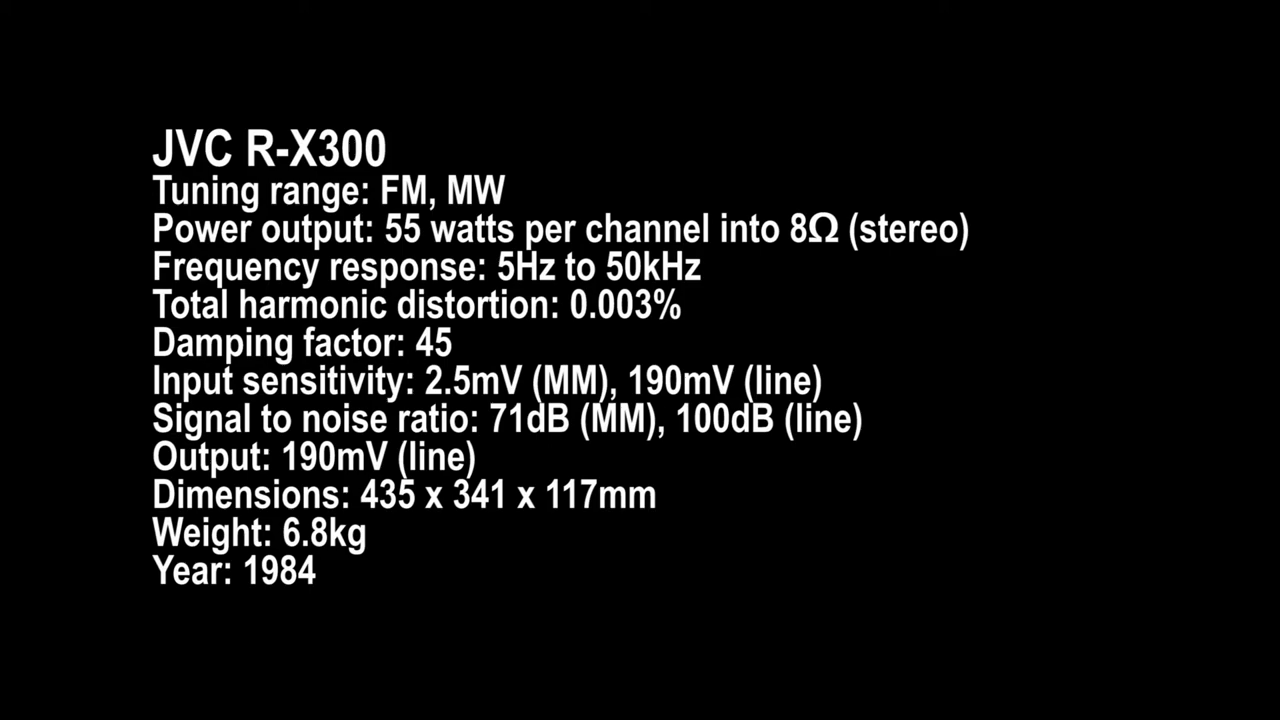 JVC R-X300
Tuning range: FM, MW
Power output: 55 watts per channel into 8Ω (stereo)
Frequency response: 5Hz to 50kHz
Total harmonic distortion: 0.003%
Damping factor: 45
Input sensitivity: 2.5mV (MM), 190mV (line)
Signal to noise ratio: 71dB (MM), 100dB (line)
Output: 190mV (line)
Dimensions: 435 x 341 x 117mm
Weight: 6.8kg
Year: 1984